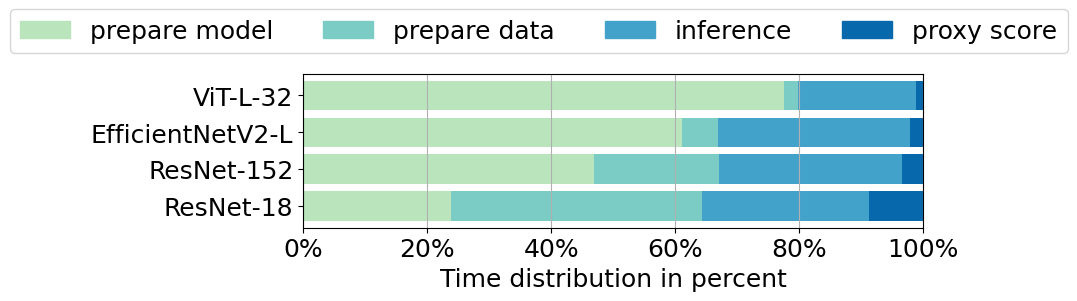 prepare model prepare data inference proxy score
ViT-L-32
EfficientNetV2-L
ResNet-152
ResNet-18
0% 20% 40% 60% 80% 100%
Time distribution in percent